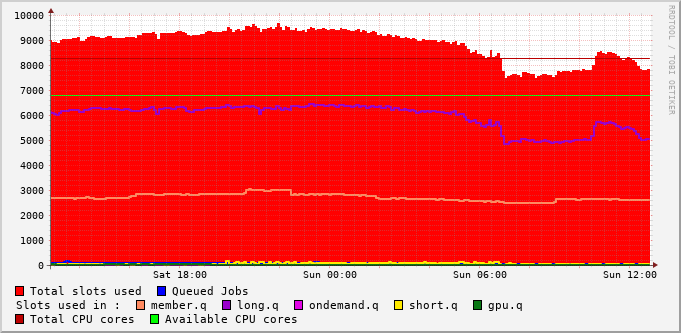 RRDTOOL / TOBI OETIKER
10000
9000
8000
7000
6000
5000
4000
3000
2000
1000
0
Sat 18:00 Sun 00:00 Sun 06:00 Sun 12:00
Total slots used Queued Jobs
Slots used in : member.q long.q ondemand.q short.q gpu.q
Total CPU cores Available CPU cores